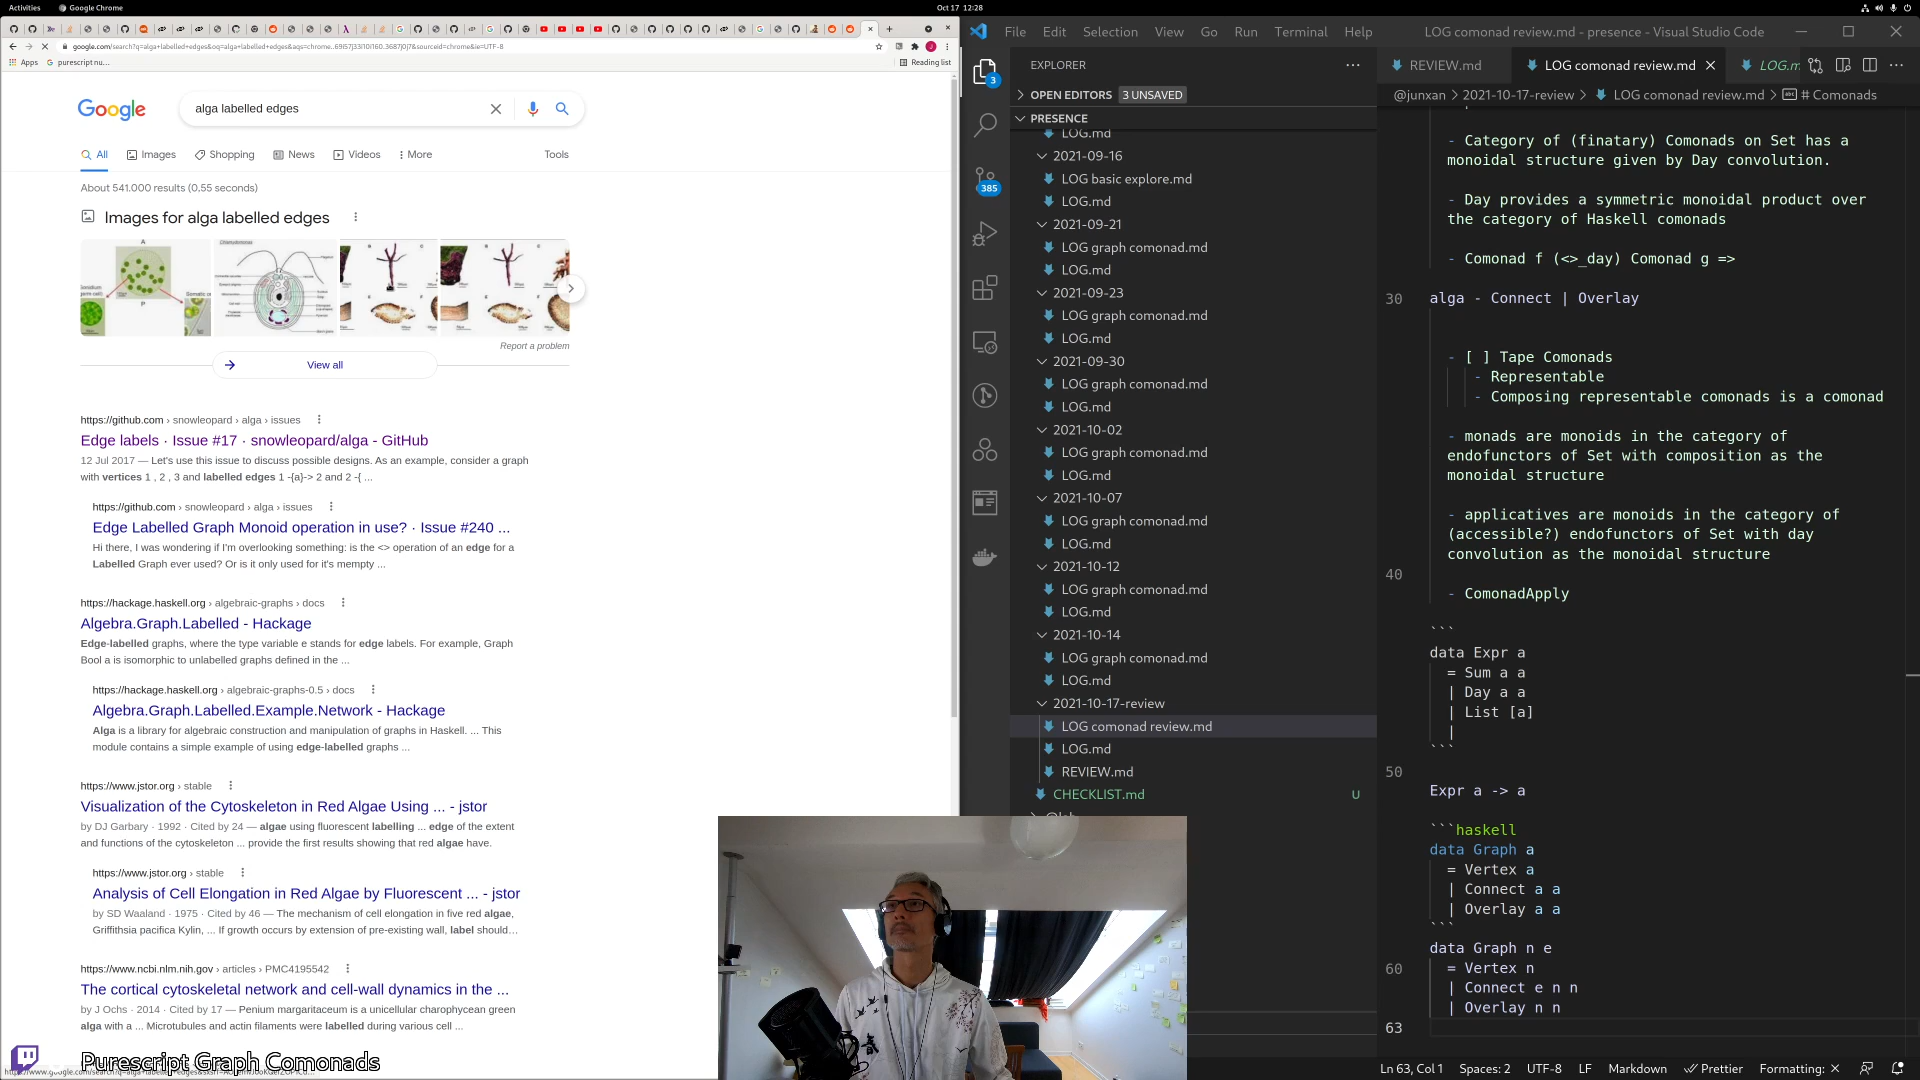 Activities
Google Chrome
Oct 17 12:28
Apps
purescript nu...
Reading list
Google
alga labelled edges
All
Images
Shopping
News
Videos
More
Tools
About 541.000 results (0.55 seconds)
Images for alga labelled edges
Report a problem
View all
https://github.com › snowleopard › alga › issues
Edge labels · Issue #17 · snowleopard/alga - GitHub
12 Jul 2017 — Let's use this issue to discuss possible designs. As an example, consider a graph
with vertices 1 , 2 , 3 and labelled edges 1 -{a}-> 2 and 2 -{ ...
https://github.com › snowleopard › alga › issues
Edge Labelled Graph Monoid operation in use? · Issue #240 ...
Hi there, I was wondering if I'm overlooking something: is the <> operation of an edge for a
Labelled Graph ever used? Or is it only used for it's mempty ...
https://hackage.haskell.org › algebraic-graphs › docs
Algebra.Graph.Labelled - Hackage
Edge-labelled graphs, where the type variable e stands for edge labels. For example, Graph
Bool a is isomorphic to unlabelled graphs defined in the ...
https://hackage.haskell.org › algebraic-graphs-0.5 › docs
Algebra.Graph.Labelled.Example.Network - Hackage
Alga is a library for algebraic construction and manipulation of graphs in Haskell. ... This
module contains a simple example of using edge-labelled graphs ...
https://www.jstor.org › stable
Visualization of the Cytoskeleton in Red Algae Using ... - jstor
by DJ Garbary · 1992 · Cited by 24 — algae using fluorescent labelling ... edge of the extent
and functions of the cytoskeleton ... provide the first results showing that red algae have.
https://www.jstor.org › stable
Analysis of Cell Elongation in Red Algae by Fluorescent ... - jstor
by SD Waaland · 1975 · Cited by 46 — The mechanism of cell elongation in five red algae,
Griffithsia pacifica Kylin, ... If growth occurs by extension of pre-existing wall, label should...
https://www.ncbi.nlm.nih.gov › articles › PMC4195542
The cortical cytoskeletal network and cell-wall dynamics in the ...
by J Ochs · 2014 · Cited by 17 — Penium margaritaceum is a unicellular charophycean green
alga with a ... Microtubules and actin filaments were labelled during various cell ...
Purescript Graph Comonads
File Edit Selection View Go Run Terminal Help
LOG comonad review.md - presence - Visual Studio Code
EXPLORER
OPEN EDITORS 3 UNSAVED
PRESENCE
LOG.md
2021-09-16
LOG basic explore.md
LOG.md
2021-09-21
LOG graph comonad.md
LOG.md
2021-09-23
LOG graph comonad.md
LOG.md
2021-09-30
LOG graph comonad.md
LOG.md
2021-10-02
LOG graph comonad.md
LOG.md
2021-10-07
LOG graph comonad.md
LOG.md
2021-10-12
LOG graph comonad.md
LOG.md
2021-10-14
LOG graph comonad.md
LOG.md
2021-10-17-review
LOG comonad review.md
LOG.md
REVIEW.md
CHECKLIST.md U
3
385
REVIEW.md
LOG comonad review.md
LOG.m
@junxan > 2021-10-17-review > LOG comonad review.md > # Comonads
- Category of (finatary) Comonads on Set has a
monoidal structure given by Day convolution.
- Day provides a symmetric monoidal product over
the category of Haskell comonads
- Comonad f (<>_day) Comonad g =>
30 alga - Connect | Overlay
- [ ] Tape Comonads
- Representable
- Composing representable comonads is a comonad
- monads are monoids in the category of
endofunctors of Set with composition as the
monoidal structure
- applicatives are monoids in the category of
(accessible?) endofunctors of Set with day
convolution as the monoidal structure
40
- ComonadApply
```
data Expr a
= Sum a a
| Day a a
| List [a]
|
```
50
Expr a -> a
```haskell
data Graph a
= Vertex a
| Connect a a
| Overlay a a
```
data Graph n e
60 = Vertex n
| Connect e n n
| Overlay n n
63
Ln 63, Col 1 Spaces: 2 UTF-8 LF Markdown Prettier Formatting: ×